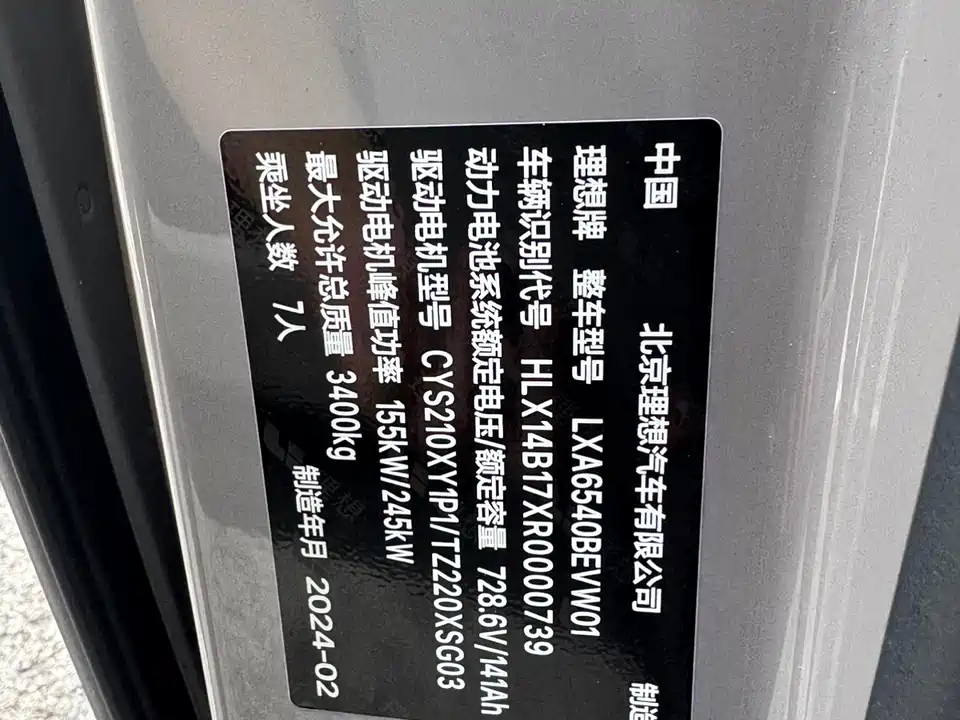 中国 北京理想汽车有限公司 制造
理想牌 整车型号 LXA6540BEVW01
车辆识别代号 HLX14B17XR0000739
动力电池系统额定电压/额定容量 728.6V/141Ah
驱动电机型号 CYS210XY1P1/TZ220XSG03
驱动电机峰值功率 155kW/245kW
最大允许总质量 3400kg
乘坐人数 7人 制造年月 2024-02